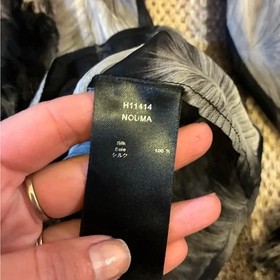 H11414
NOUMA
Silk
Soie
シルク 100 %